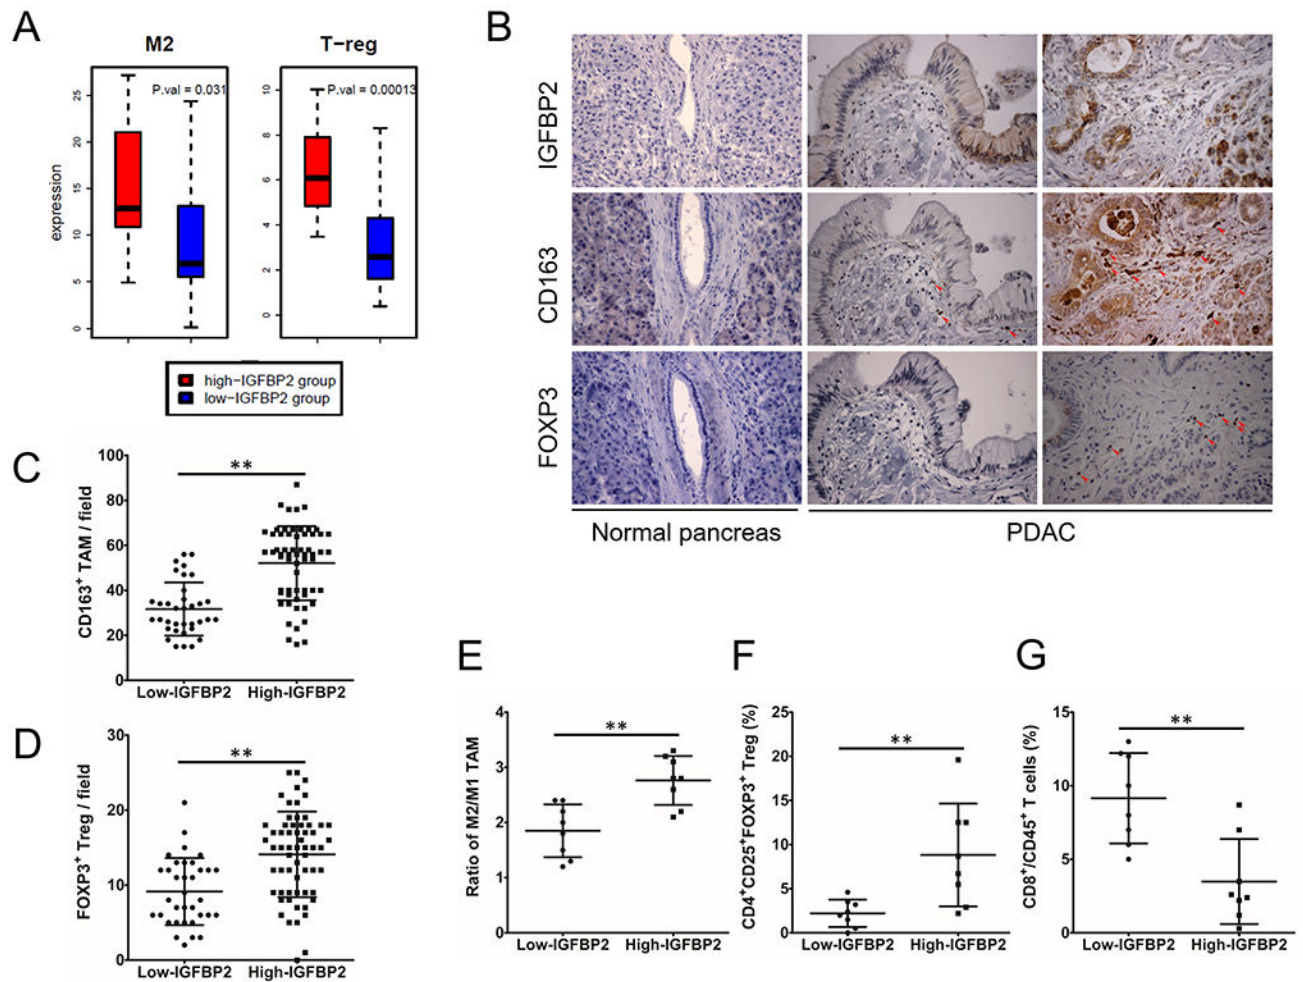 A
M2
T-reg
P.val = 0.031
P.val = 0.00013
expression
25
20
15
10
5
0
10
8
6
4
2
0
high-IGFBP2 group
low-IGFBP2 group
B
IGFBP2
CD163
FOXP3
Normal pancreas
PDAC
C
CD163+ TAM / field
100
80
60
40
20
0
**
Low-IGFBP2
High-IGFBP2
D
FOXP3+ Treg / field
30
20
10
0
**
Low-IGFBP2
High-IGFBP2
E
Ratio of M2/M1 TAM
4
3
2
1
0
**
Low-IGFBP2
High-IGFBP2
F
CD4+CD25+FOXP3+ Treg (%)
25
20
15
10
5
0
**
Low-IGFBP2
High-IGFBP2
G
CD8+/CD45+ T cells (%)
15
10
5
0
**
Low-IGFBP2
High-IGFBP2